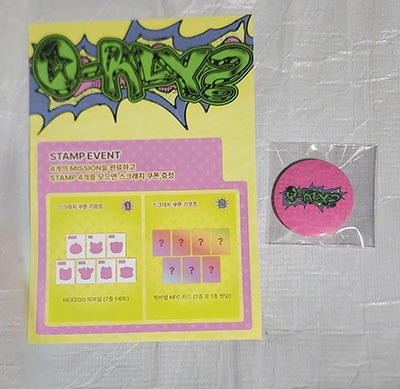 O-RLY?
STAMP EVENT
4개의 MISSION을 완료하고
STAMP 4개를 모으면 스크래치 쿠폰 증정
스크래치 쿠폰 기프트
스크래치 쿠폰 기프트
? ? ? ?
? ? ?
NEXZOO 띠부씰 (7종 1세트)
멤버별 NFC 카드 (7종 중 1종 랜덤)
O-RLY?